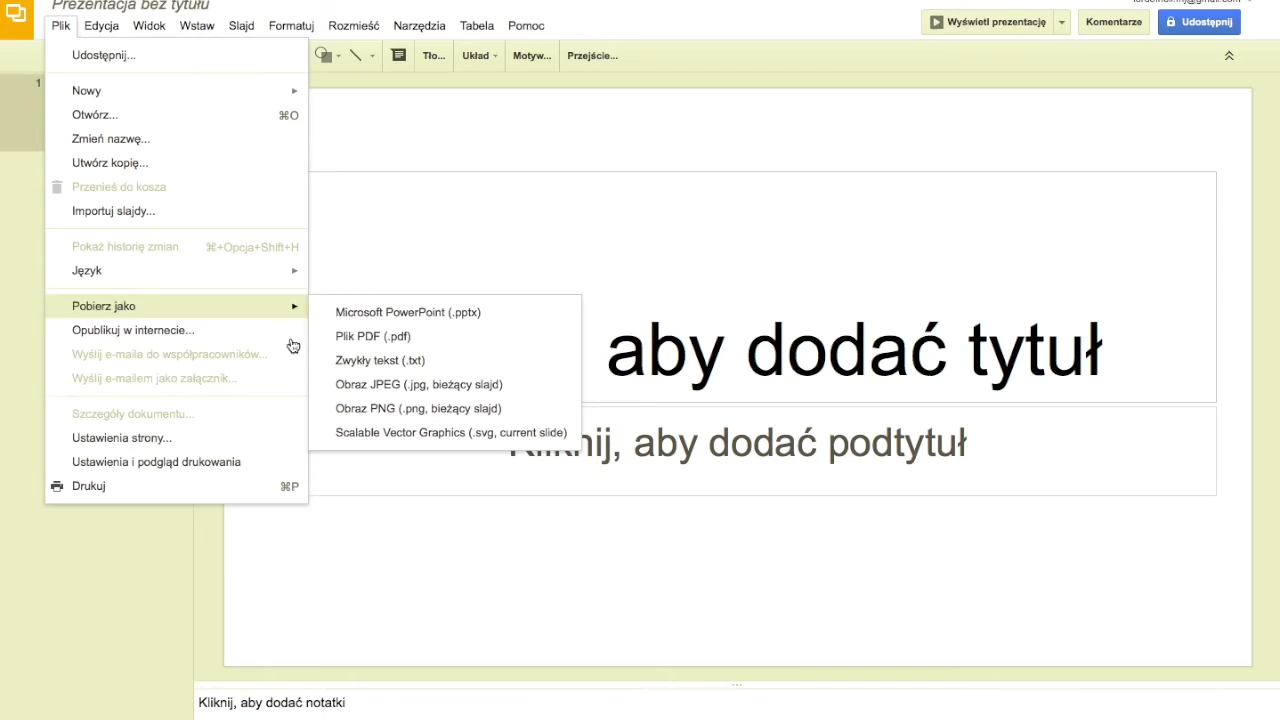 Prezentacja bez tytułu
Plik Edycja Widok Wstaw Slajd Formatuj Rozmieść Narzędzia Tabela Pomoc
Wyświetl prezentację Komentarze Udostępnij
Tło... Układ Motyw... Przejście...
1
Udostępnij...
Nowy
Otwórz... ⌘O
Zmień nazwę...
Utwórz kopię...
Przenieś do kosza
Importuj slajdy...
Pokaż historię zmian ⌘+Opcja+Shift+H
Język
Pobierz jako
Opublikuj w internecie...
Wyślij e-maila do współpracowników...
Wyślij e-mailem jako załącznik...
Szczegóły dokumentu...
Ustawienia strony...
Ustawienia i podgląd drukowania
Drukuj ⌘P
Microsoft PowerPoint (.pptx)
Plik PDF (.pdf)
Zwykły tekst (.txt)
Obraz JPEG (.jpg, bieżący slajd)
Obraz PNG (.png, bieżący slajd)
Scalable Vector Graphics (.svg, current slide)
aby dodać tytuł
Kliknij, aby dodać podtytuł
Kliknij, aby dodać notatki